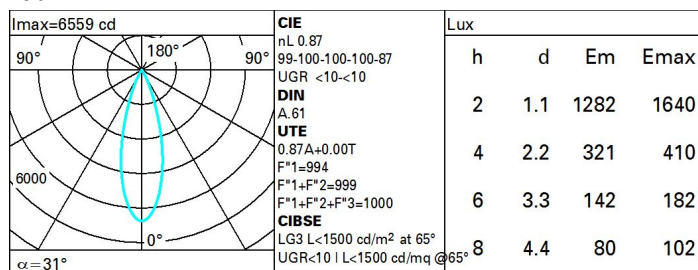 Imax=6559 cd
90° 180° 90°
6000
0°
α=31°
CIE
nL 0.87
99-100-100-100-87
UGR <10-<10
DIN
A.61
UTE
0.87A+0.00T
F"1=994
F"1+F"2=999
F"1+F"2+F"3=1000
CIBSE
LG3 L<1500 cd/m² at 65°
UGR<10 | L<1500 cd/mq @65°
Lux
h d Em Emax
2 1.1 1282 1640
4 2.2 321 410
6 3.3 142 182
8 4.4 80 102